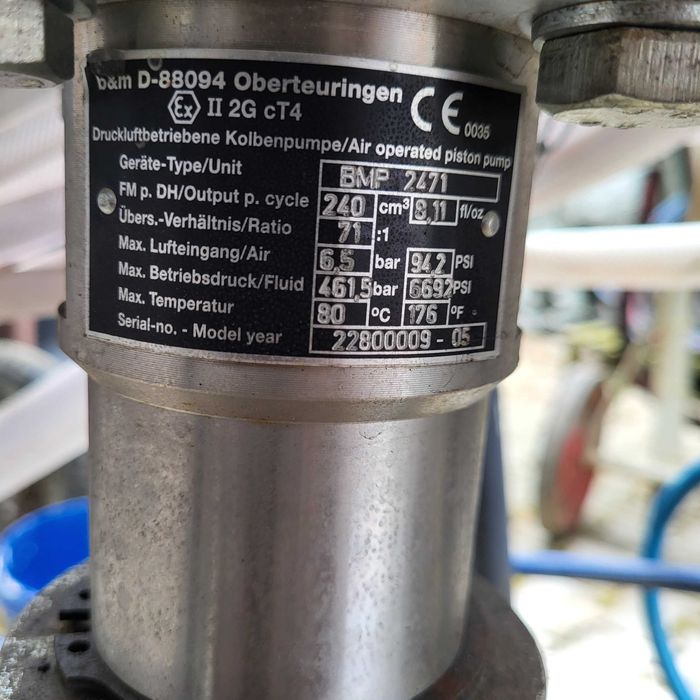 b&m D-88094 Oberteuringen
Ex II 2G cT4
CE 0035
Druckluftbetriebene Kolbenpumpe/Air operated piston pump
Geräte-Type/Unit BMP 2471
FM p. DH/Output p. cycle 240 cm³ 8,11 fl/oz
Übers.-Verhältnis/Ratio 71 :1
Max. Lufteingang/Air 6,5 bar 94,2 PSI
Max. Betriebsdruck/Fluid 461,5 bar 6692 PSI
Max. Temperatur 80 °C 176 °F
Serial-no. - Model year 22800009 - 05